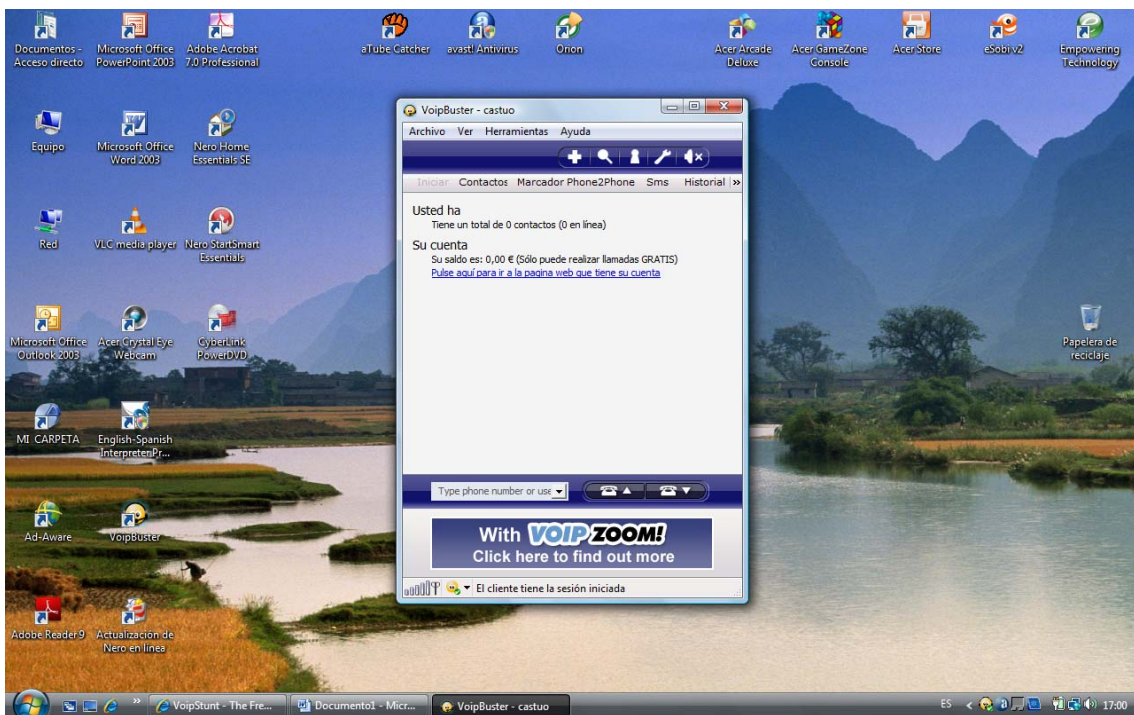 Documentos -
Acceso directo
Microsoft Office
PowerPoint 2003
Adobe Acrobat
7.0 Professional
aTube Catcher
avast! Antivirus
Orion
Acer Arcade
Deluxe
Acer GameZone
Console
Acer Store
eSobi v2
Empowering
Technology
Equipo
Microsoft Office
Word 2003
Nero Home
Essentials SE
Red
VLC media player
Nero StartSmart
Essentials
Microsoft Office
Outlook 2003
Acer Crystal Eye
Webcam
CyberLink
PowerDVD
MI CARPETA
English-Spanish
Interpreter Pr...
Ad-Aware
VoipBuster
Adobe Reader 9
Actualización de
Nero en línea
Papelera de
reciclaje
VoipBuster - castuo
Archivo Ver Herramientas Ayuda
Iniciar Contactos Marcador Phone2Phone Sms Historial »
Usted ha
Tiene un total de 0 contactos (0 en línea)
Su cuenta
Su saldo es: 0,00 € (Sólo puede realizar llamadas GRATIS)
Pulse aquí para ir a la pagina web que tiene su cuenta
Type phone number or use
With VOIP ZOOM!
Click here to find out more
El cliente tiene la sesión iniciada
» VoipStunt - The Fre... Documento1 - Micr... VoipBuster - castuo ES < 17:00